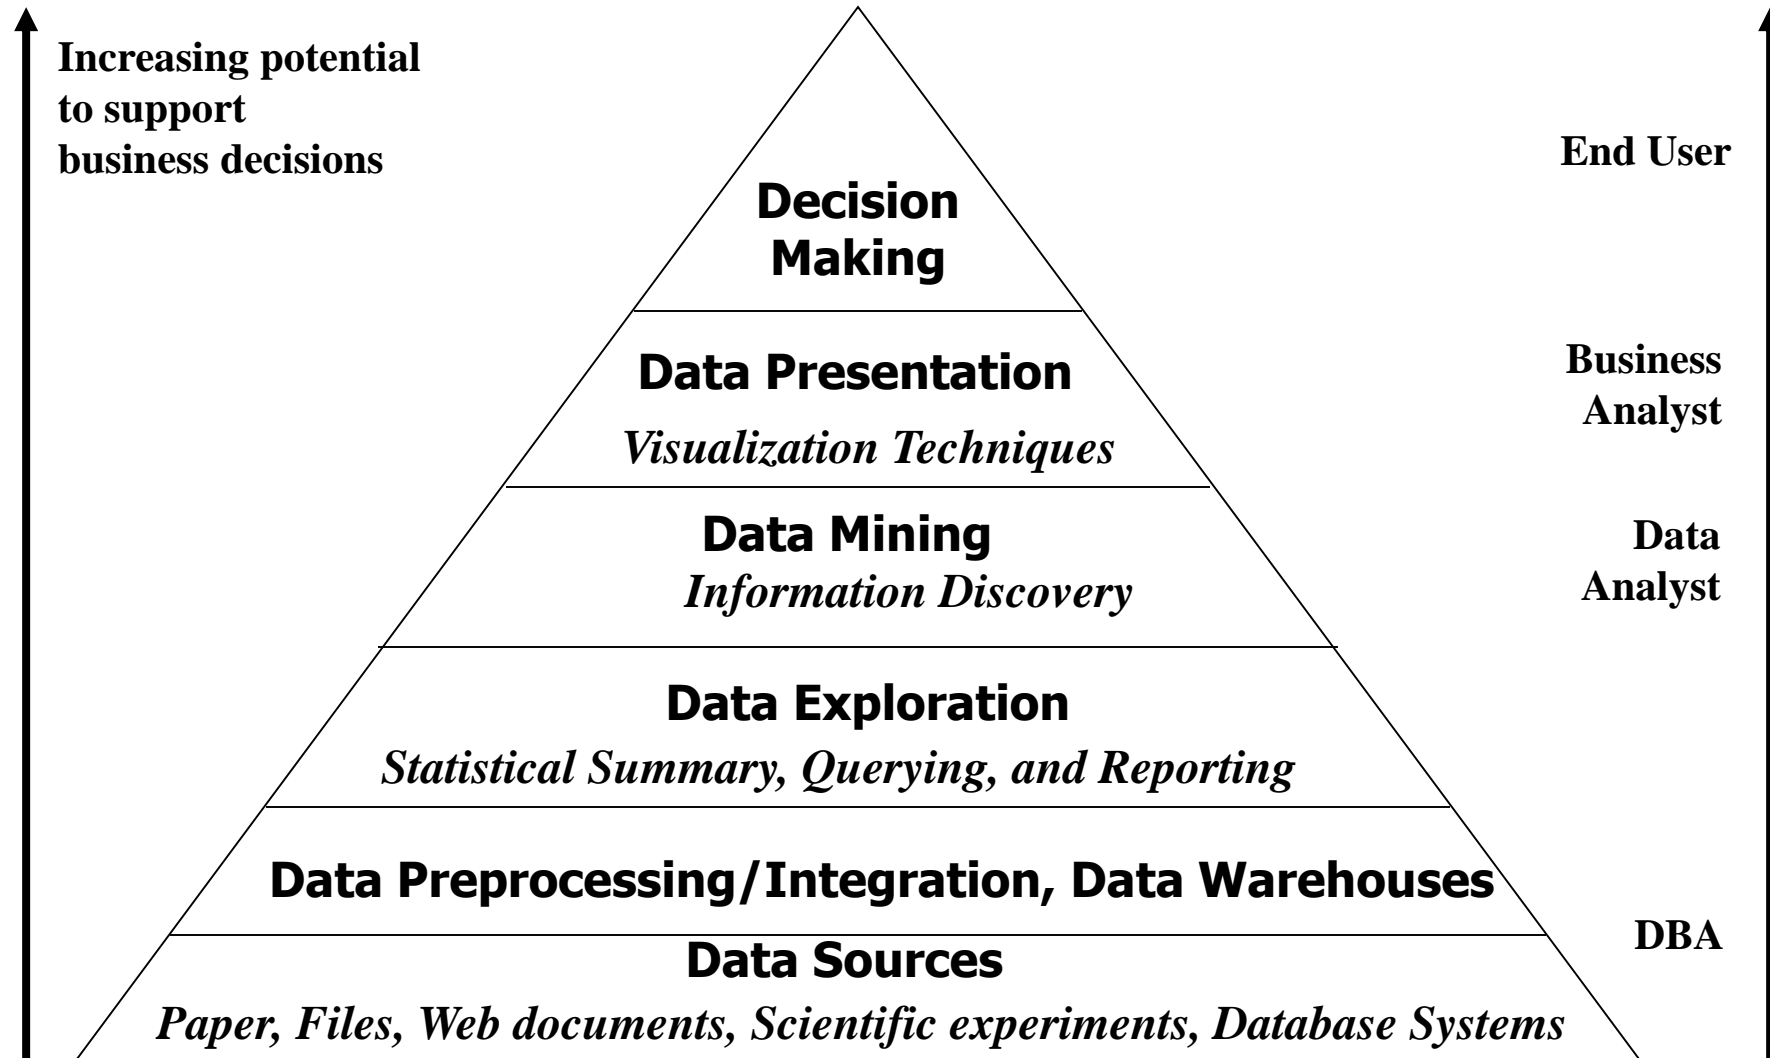 Increasing potential
to support
business decisions
End User
Decision
Making
Data Presentation
Visualization Techniques
Business
Analyst
Data Mining
Information Discovery
Data
Analyst
Data Exploration
Statistical Summary, Querying, and Reporting
Data Preprocessing/Integration, Data Warehouses
DBA
Data Sources
Paper, Files, Web documents, Scientific experiments, Database Systems